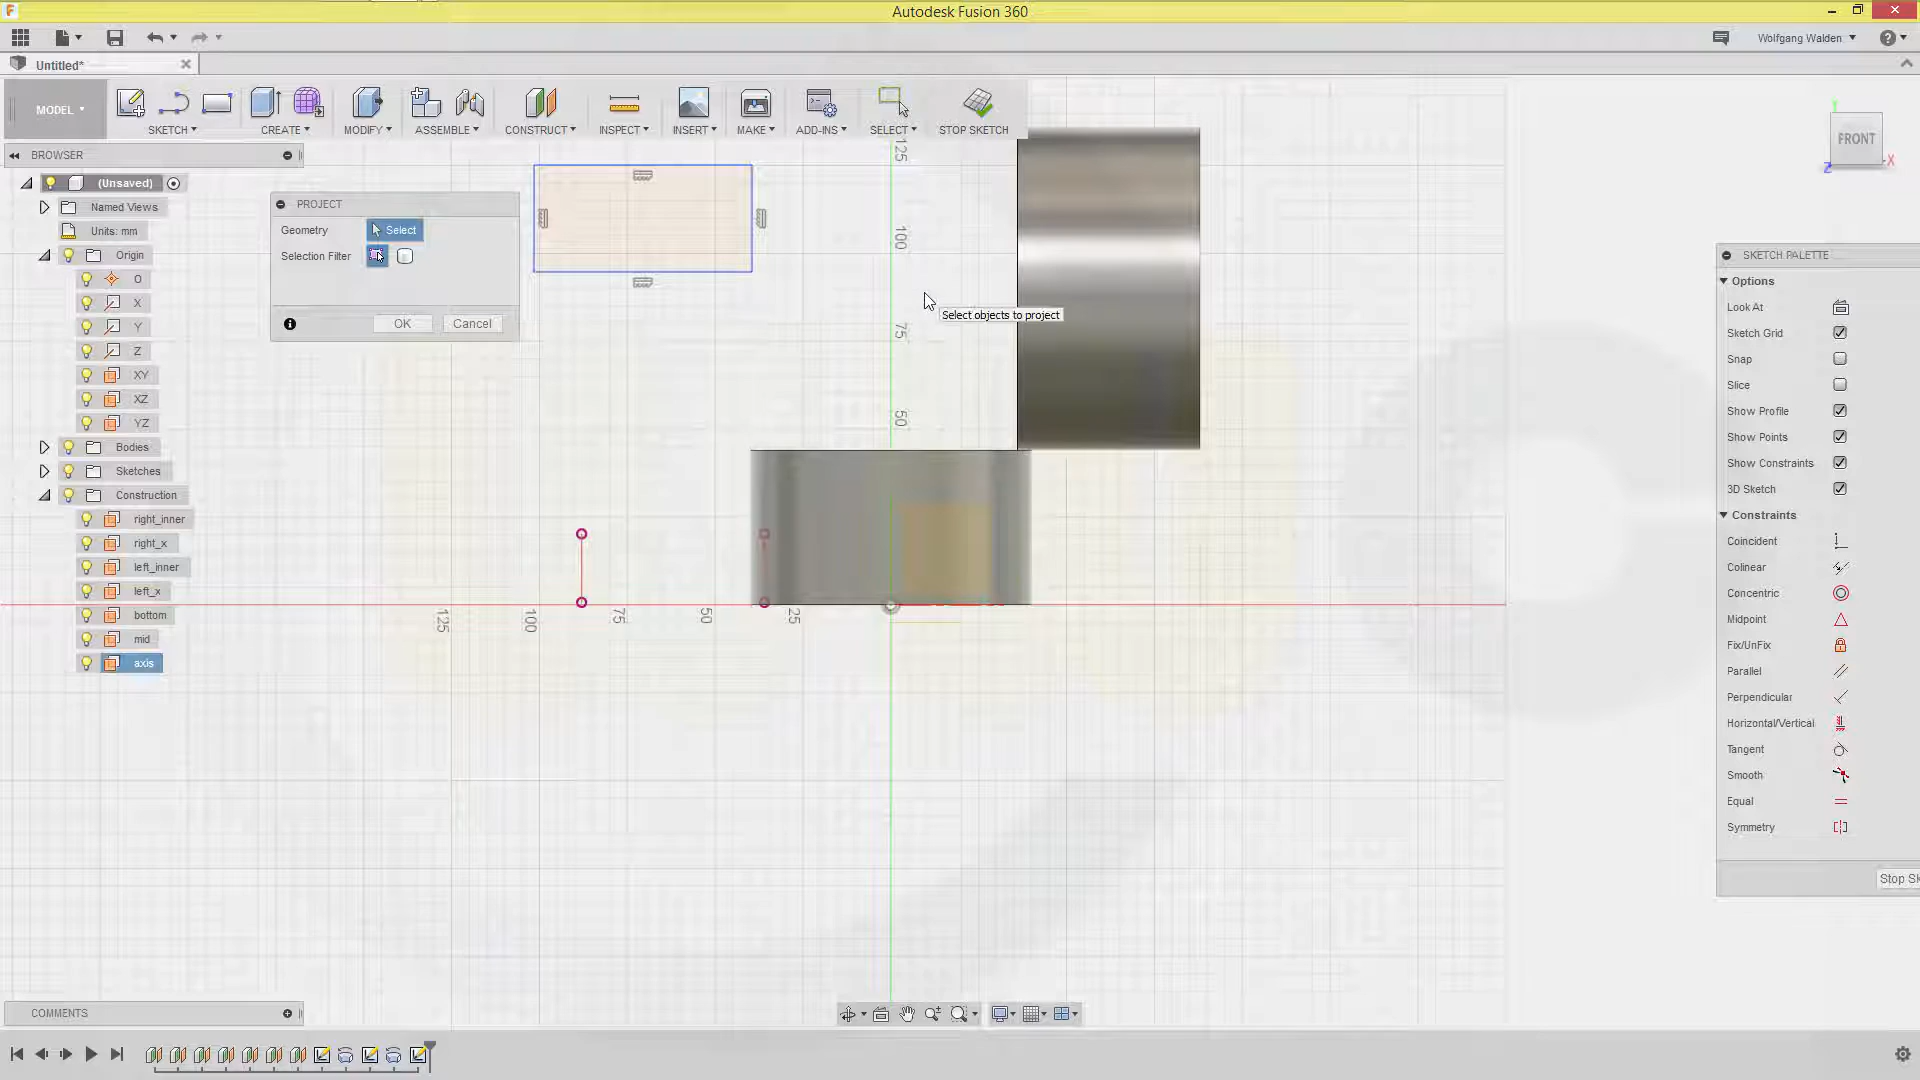 Autodesk Fusion 360
Wolfgang Walden
Untitled*
MODEL
SKETCH
CREATE
MODIFY
ASSEMBLE
CONSTRUCT
INSPECT
INSERT
MAKE
ADD-INS
SELECT
STOP SKETCH
BROWSER
(Unsaved)
Named Views
Units: mm
Origin
O
X
Y
Z
XY
XZ
YZ
Bodies
Sketches
Construction
right_inner
right_x
left_inner
left_x
bottom
mid
axis
PROJECT
Geometry
Select
Selection Filter
OK
Cancel
Select objects to project
125
100
75
50
125
100
75
50
25
FRONT
X
Z
SKETCH PALETTE
Options
Look At
Sketch Grid
Snap
Slice
Show Profile
Show Points
Show Constraints
3D Sketch
Constraints
Coincident
Colinear
Concentric
Midpoint
Fix/UnFix
Parallel
Perpendicular
Horizontal/Vertical
Tangent
Smooth
Equal
Symmetry
Stop Sk
COMMENTS